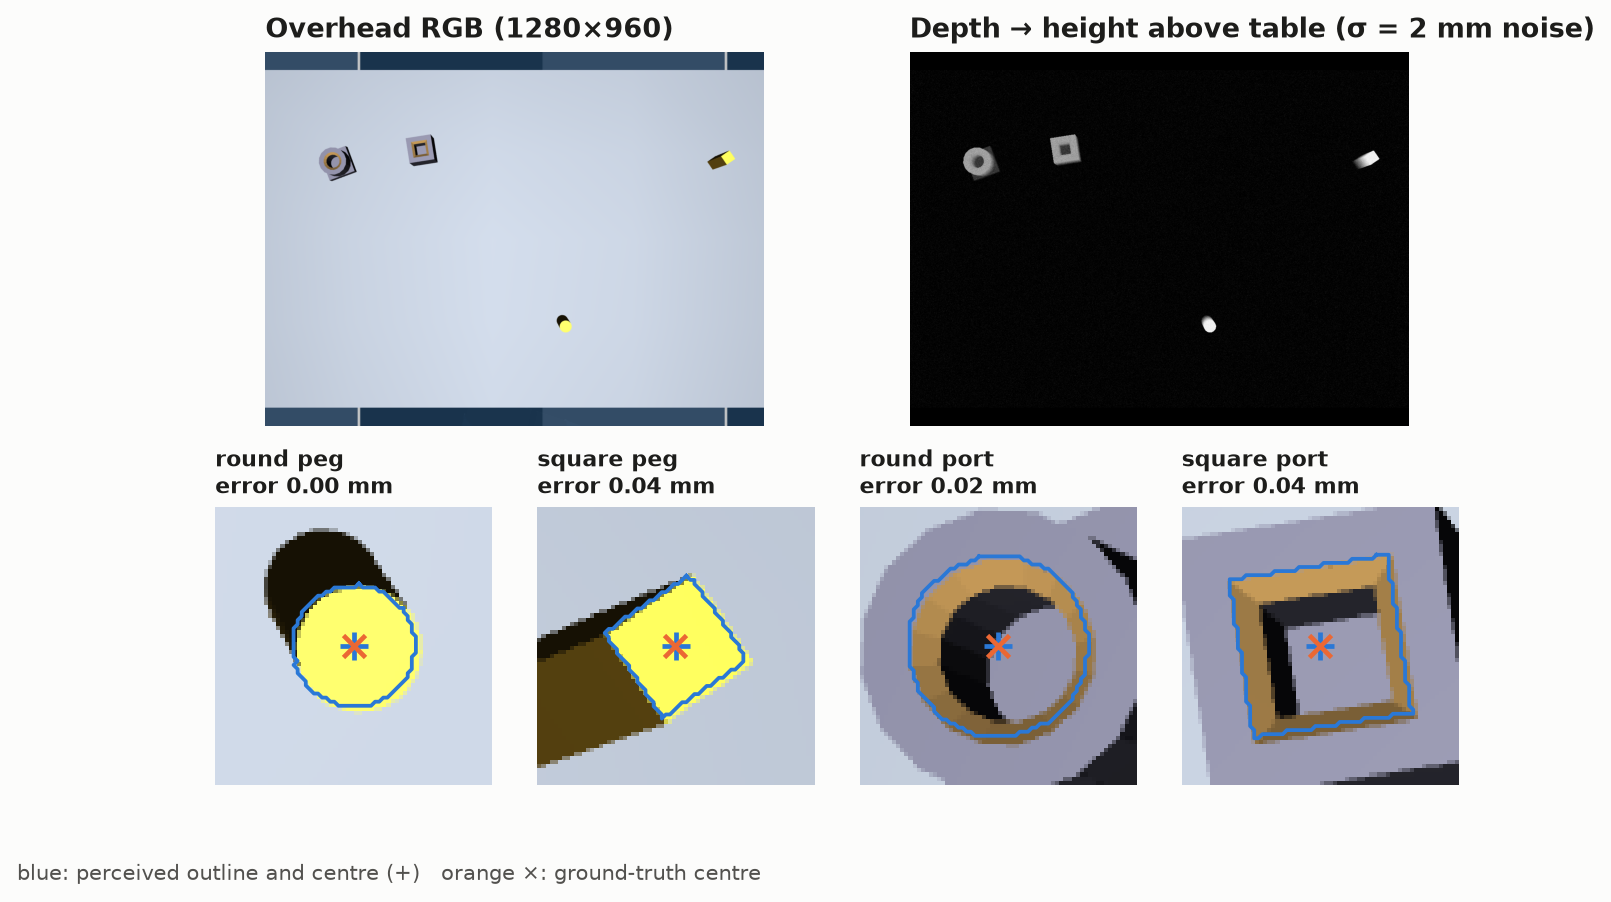 Overhead RGB (1280×960)
Depth → height above table (σ = 2 mm noise)
round peg
error 0.00 mm
square peg
error 0.04 mm
round port
error 0.02 mm
square port
error 0.04 mm
blue: perceived outline and centre (+)   orange ×: ground-truth centre